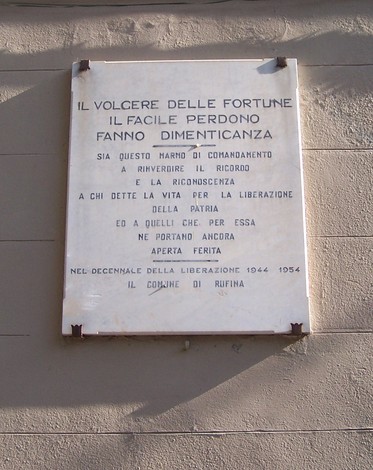 IL VOLGERE DELLE FORTUNE
IL FACILE PERDONO
FANNO DIMENTICANZA
SIA QUESTO MARMO DI COMANDAMENTO
A RINVERDIRE IL RICORDO
E LA RICONOSCENZA
A CHI DETTE LA VITA PER LA LIBERAZIONE
DELLA PATRIA
ED A QUELLI CHE, PER ESSA
NE PORTANO ANCORA
APERTA FERITA
NEL DECENNALE DELLA LIBERAZIONE 1944 1954
IL COMUNE DI RUFINA